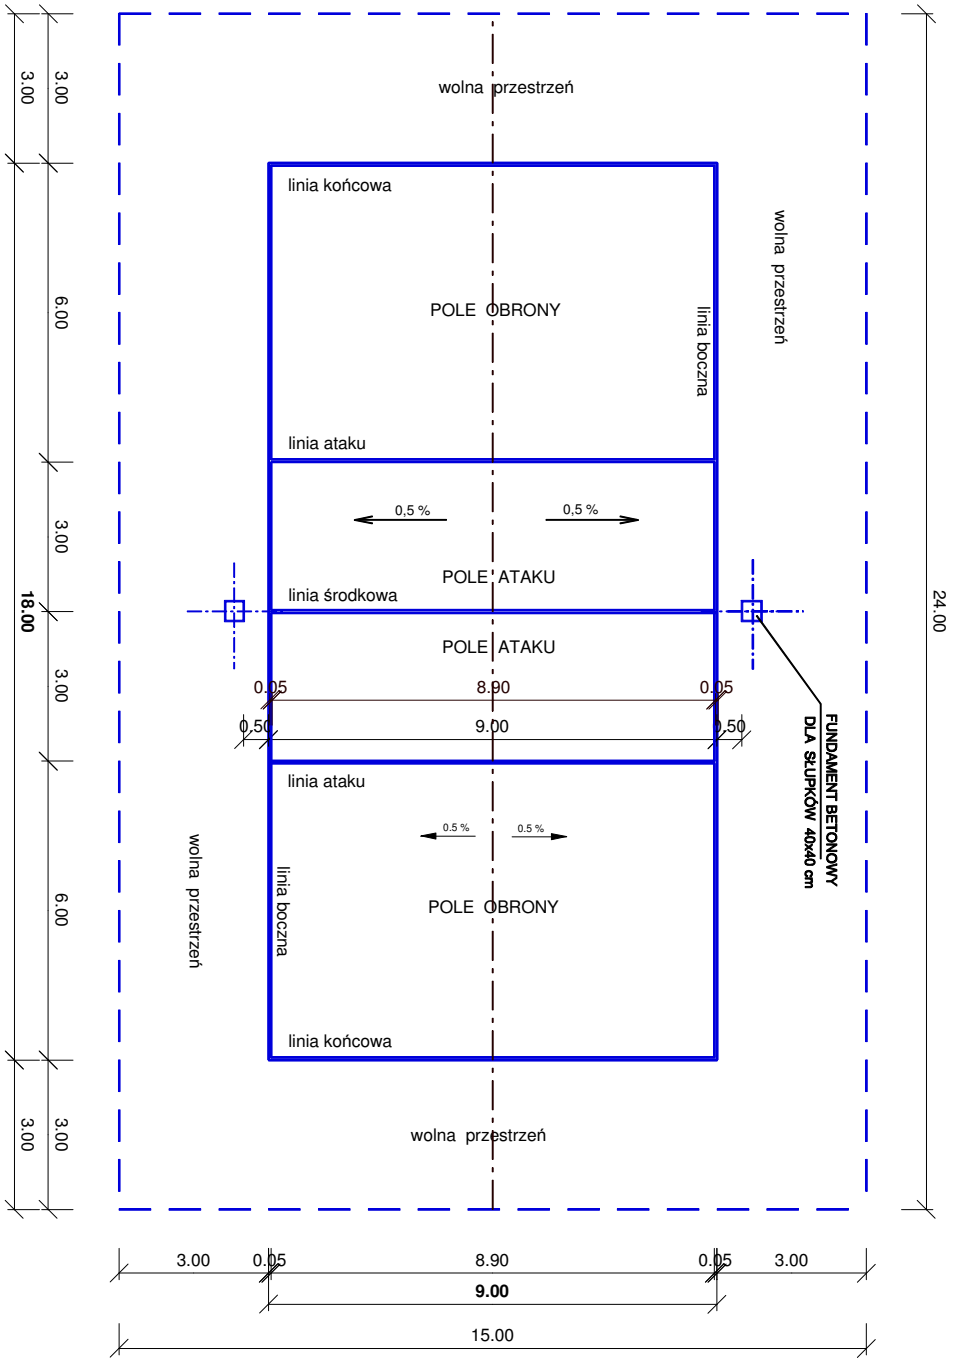 wolna przestrzeń
linia końcowa
wolna przestrzeń
POLE OBRONY
linia boczna
linia ataku
0,5 %
0,5 %
POLE ATAKU
linia środkowa
POLE ATAKU
0.05
8.90
0.05
0.50
9.00
0.50
FUNDAMENT BETONOWY
DLA SŁUPKÓW 40x40 cm
linia ataku
0.5 %
0.5 %
wolna przestrzeń
linia boczna
POLE OBRONY
linia końcowa
wolna przestrzeń
3.00
18.00
3.00
3.00
6.00
3.00
3.00
6.00
3.00
24.00
3.00
0.05
8.90
0.05
3.00
9.00
15.00